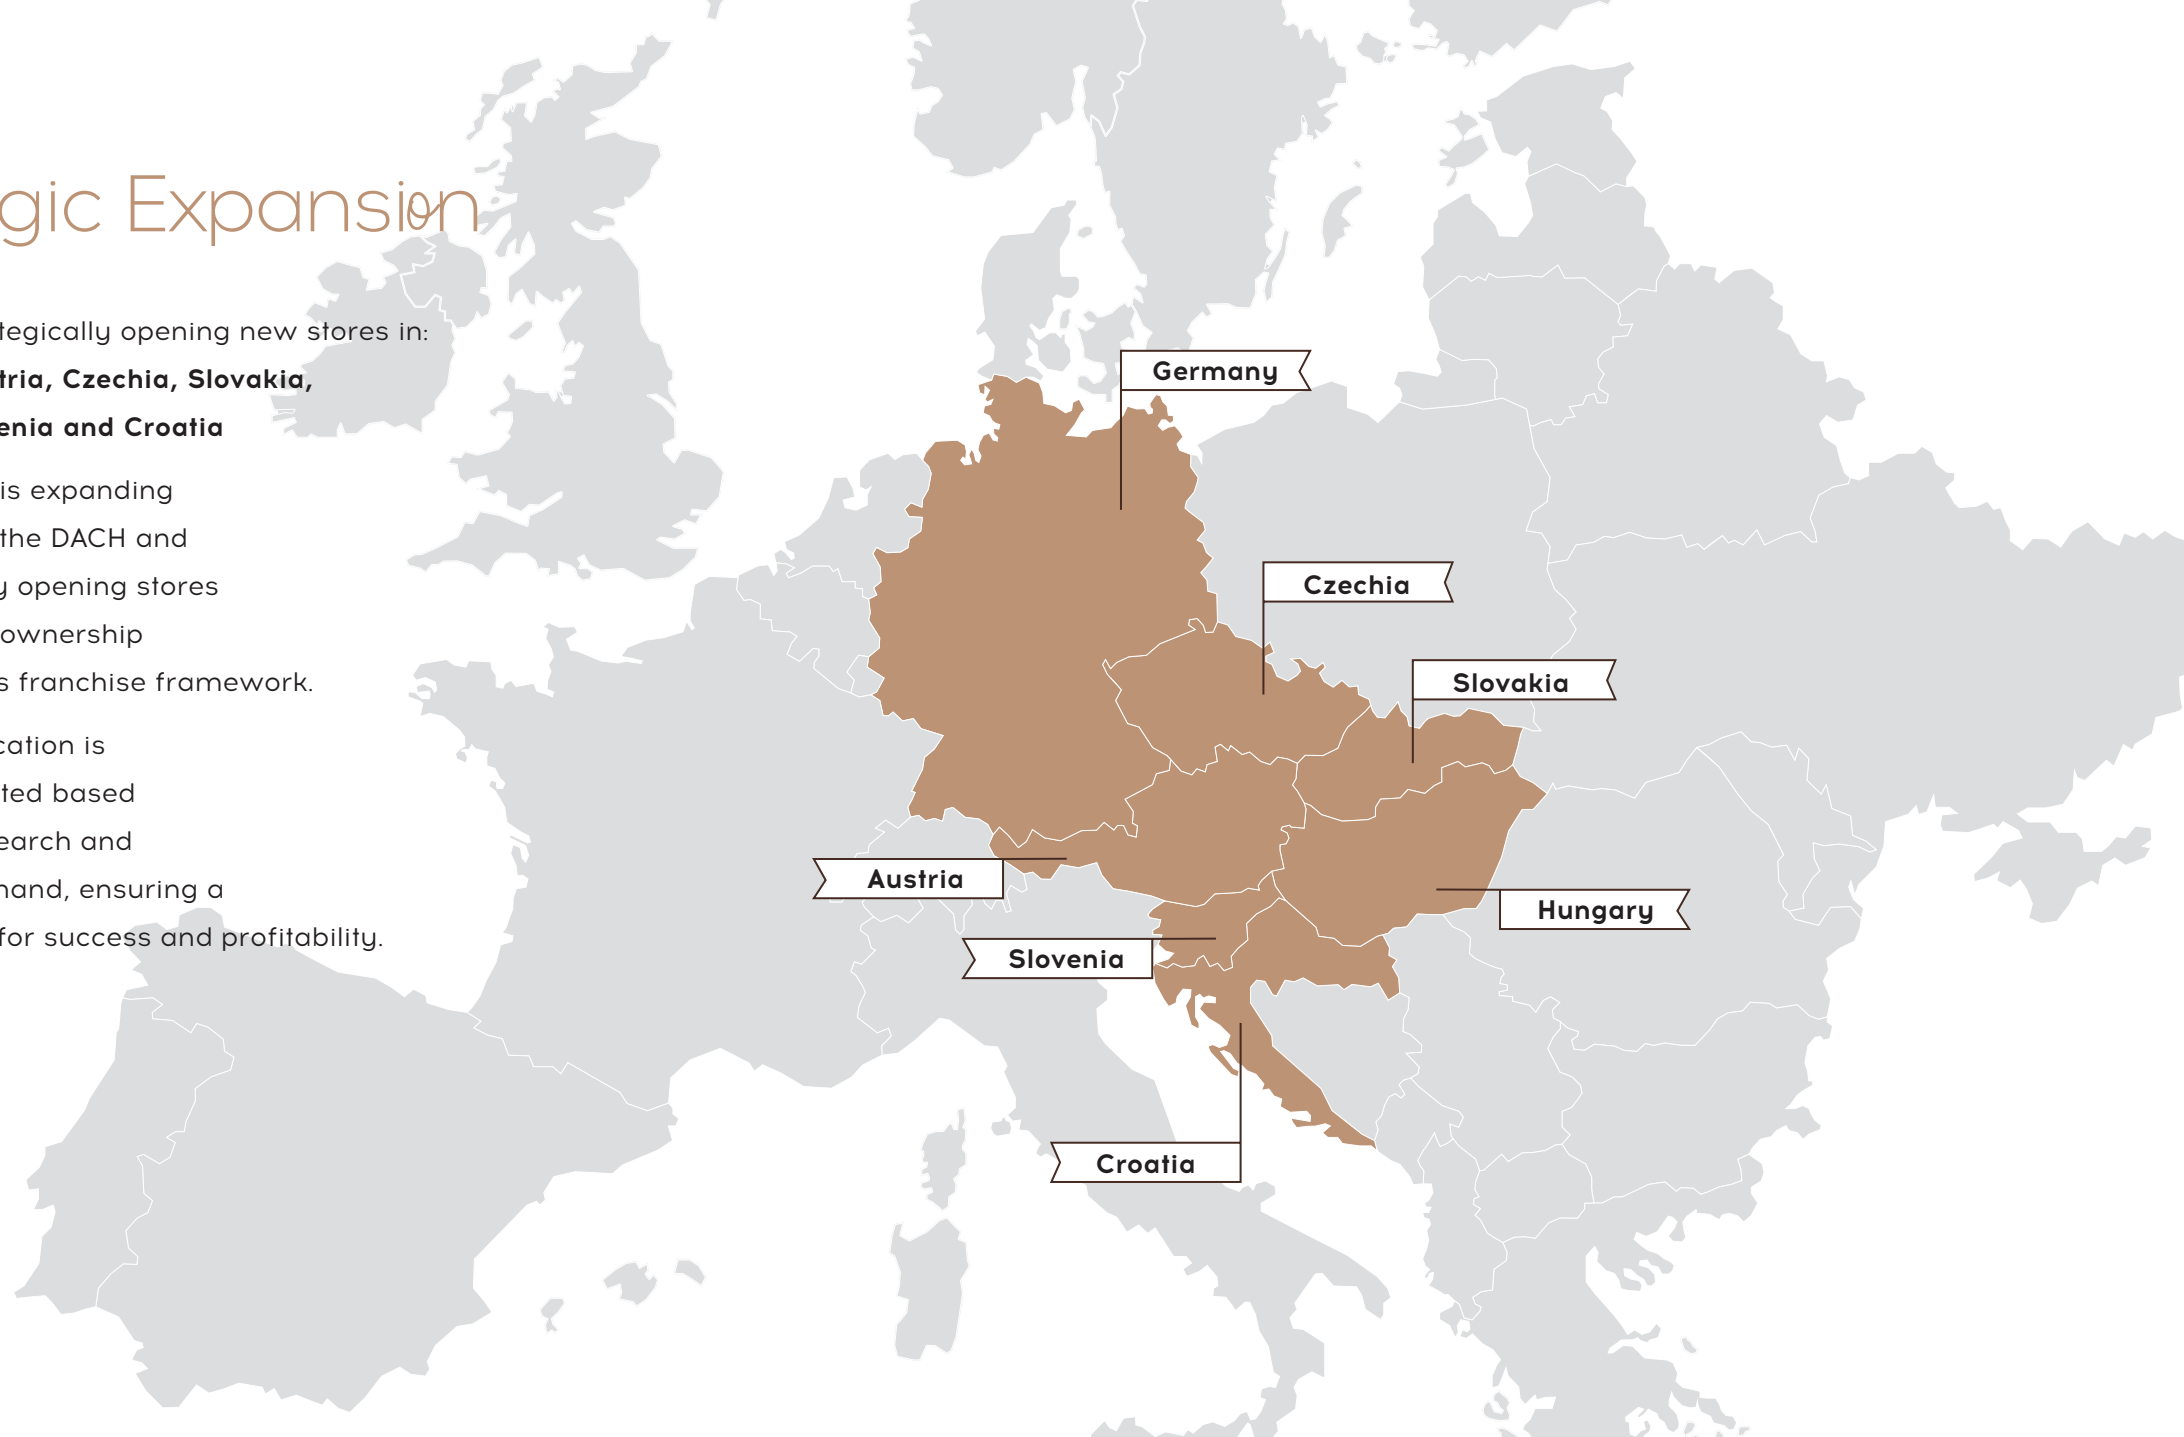 gic Expansion
tegically opening new stores in:
tria, Czechia, Slovakia,
enia and Croatia
is expanding
the DACH and
y opening stores
ownership
s franchise framework.
cation is
ted based
earch and
nand, ensuring a
for success and profitability.
Germany
Czechia
Slovakia
Austria
Hungary
Slovenia
Croatia